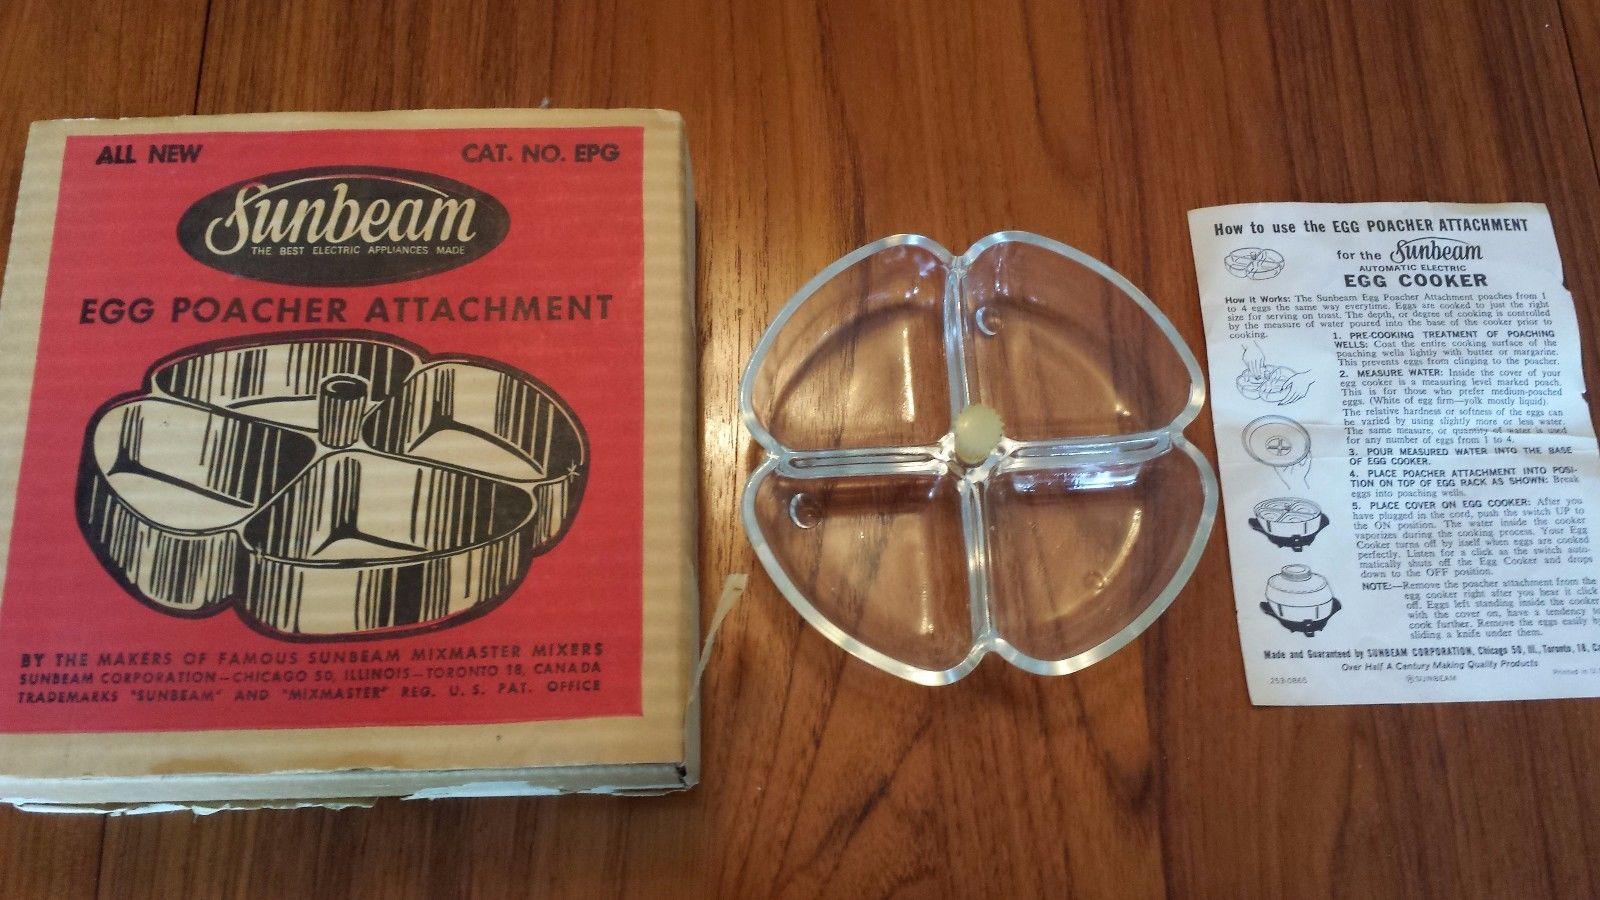 ALL NEW
CAT. NO. EPG
Sunbeam
THE BEST ELECTRIC APPLIANCES MADE
EGG POACHER ATTACHMENT
BY THE MAKERS OF FAMOUS SUNBEAM MIXMASTER MIXERS
SUNBEAM CORPORATION—CHICAGO 50, ILLINOIS—TORONTO 18, CANADA
TRADEMARKS "SUNBEAM" AND "MIXMASTER" REG. U. S. PAT. OFFICE
How to use the EGG POACHER ATTACHMENT
for the Sunbeam
AUTOMATIC ELECTRIC
EGG COOKER
How it Works: The Sunbeam Egg Poacher Attachment poaches from 1
to 4 eggs the same way everytime. Eggs are cooked to just the right
size for serving on toast. The depth, or degree of cooking is controlled
by the measure of water poured into the base of the cooker prior to
cooking.
1. PRE-COOKING TREATMENT OF POACHING
WELLS: Coat the entire cooking surface of the
poaching wells lightly with butter or margarine.
This prevents eggs from clinging to the poacher.
2. MEASURE WATER: Inside the cover of your
egg cooker is a measuring level marked poach.
This is for those who prefer medium-poached
eggs. (White of egg firm—yolk mostly liquid).
The relative hardness or softness of the eggs can
be varied by using slightly more or less water.
The same measure, or quantity of water is used
for any number of eggs from 1 to 4.
3. POUR MEASURED WATER INTO THE BASE
OF EGG COOKER.
4. PLACE POACHER ATTACHMENT INTO POSI-
TION ON TOP OF EGG RACK AS SHOWN: Break
eggs into poaching wells.
5. PLACE COVER ON EGG COOKER: After you
have plugged in the cord, push the switch UP to
the ON position. The water inside the cooker
vaporizes during the cooking process. Your Egg
Cooker turns off by itself when eggs are cooked
perfectly. Listen for a click as the switch auto-
matically shuts off the Egg Cooker and drops
down to the OFF position.
NOTE:—Remove the poacher attachment from the
egg cooker right after you hear it click
off. Eggs left standing inside the cooker
with the cover on, have a tendency to
cook further. Remove the eggs easily by
sliding a knife under them.
Made and Guaranteed by SUNBEAM CORPORATION, Chicago 50, Ill., Toronto, 18, Ca
Over Half A Century Making Quality Products
253-0865
®SUNBEAM
Printed in U.